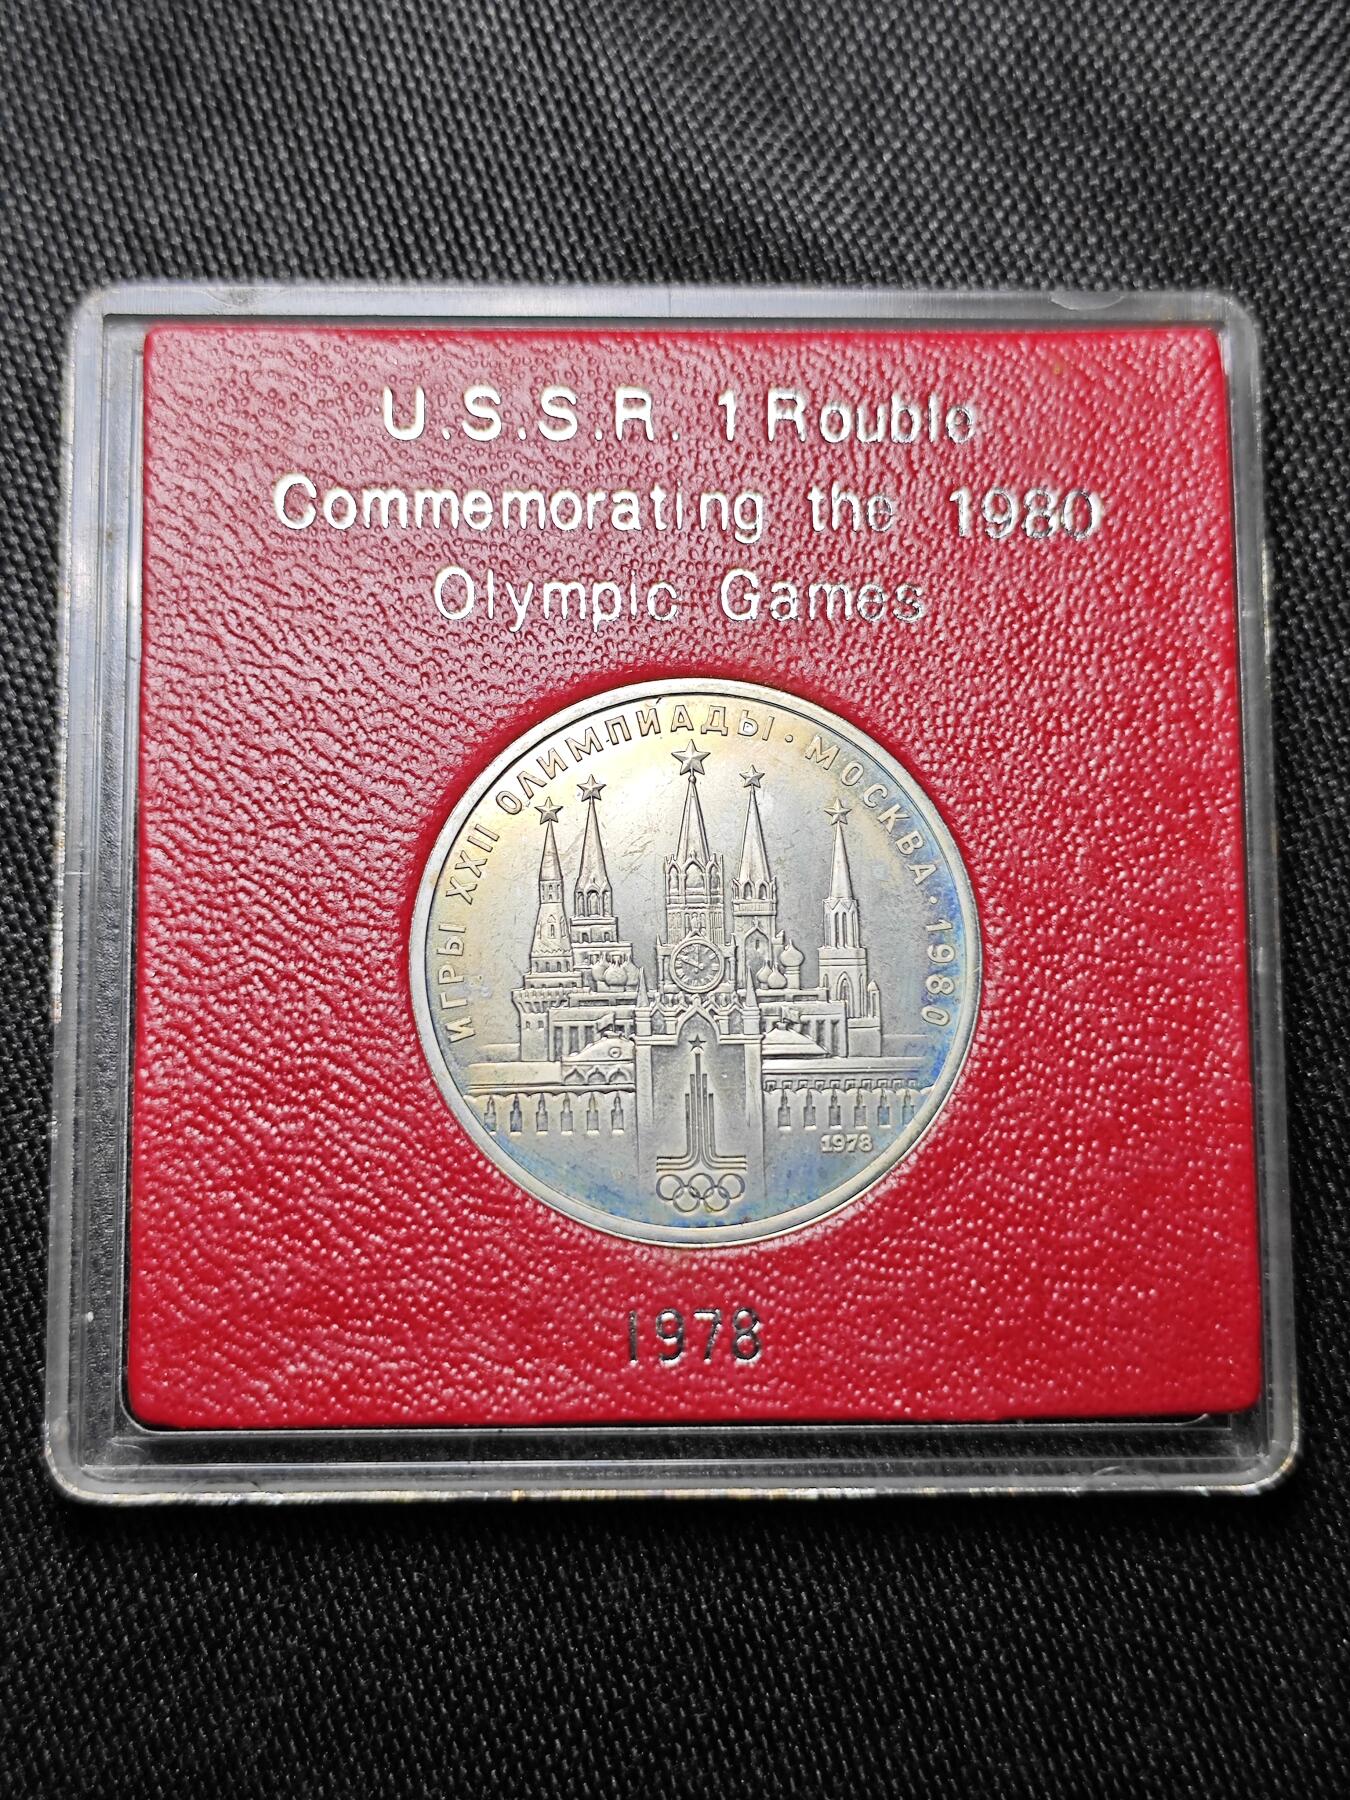 U.S.S.R. 1 Rouble
Commemorating the 1980
Olympic Games
ИГРЫ XXII ОЛИМПИАДЫ · МОСКВА · 1980
1978
1978